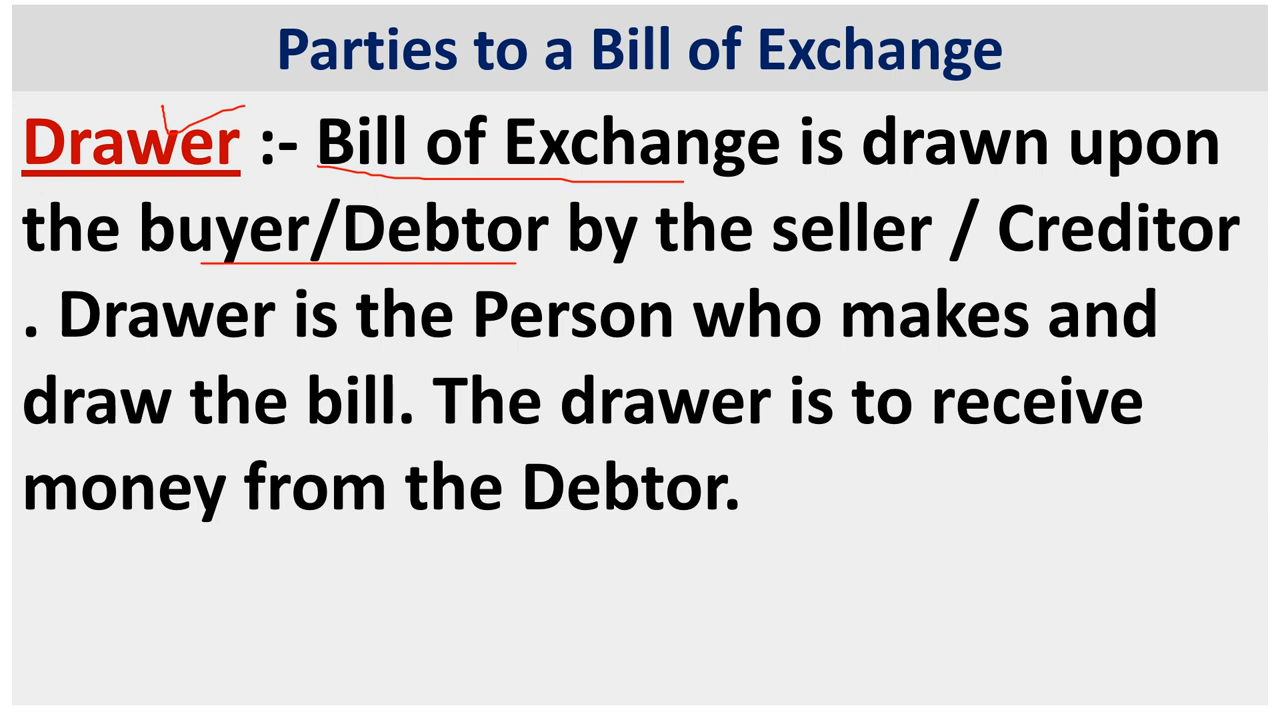 Parties to a Bill of Exchange
Drawer :- Bill of Exchange is drawn upon
the buyer/Debtor by the seller / Creditor
. Drawer is the Person who makes and
draw the bill. The drawer is to receive
money from the Debtor.